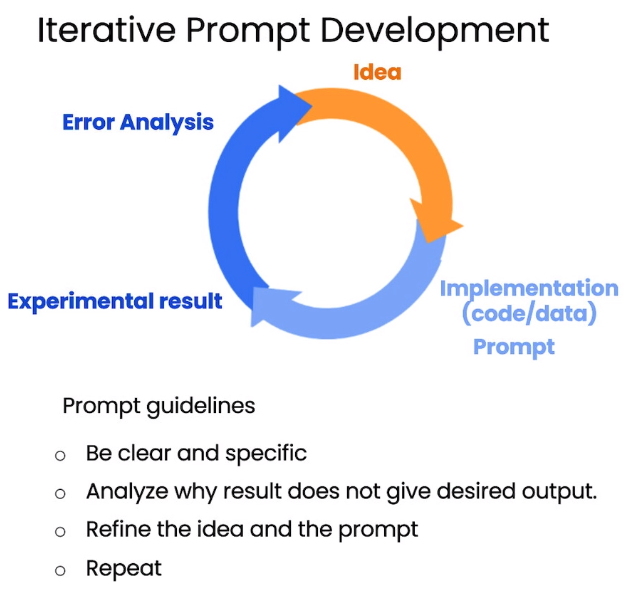 Iterative Prompt Development
Idea
Error Analysis
Experimental result
Implementation
(code/data)
Prompt
Prompt guidelines
o Be clear and specific
o Analyze why result does not give desired output.
o Refine the idea and the prompt
o Repeat